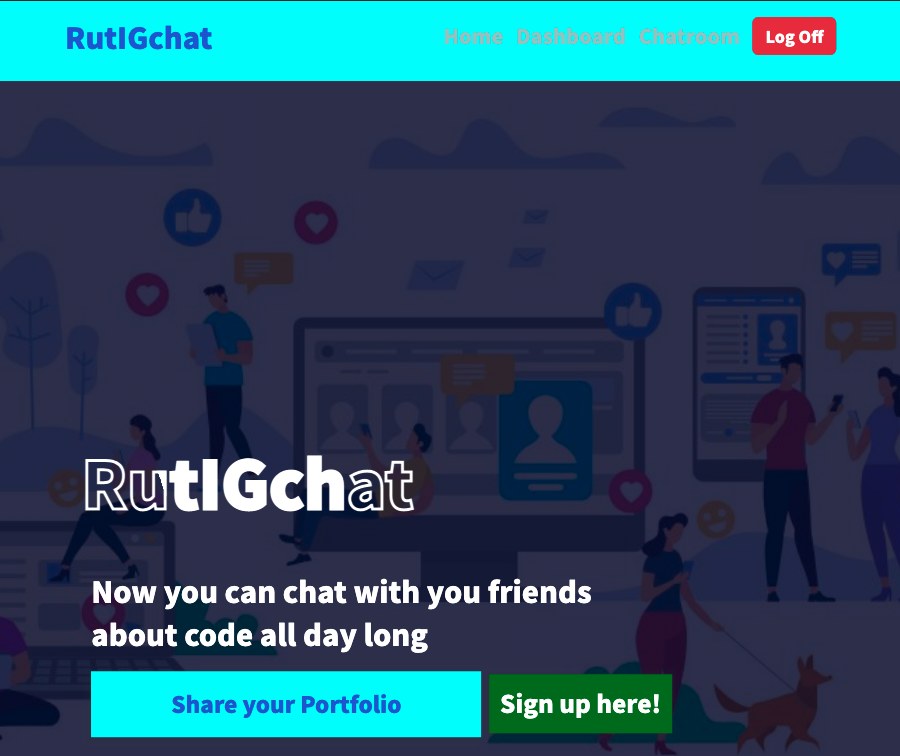 RutIGchat
Home Dashboard Chatroom Log Off
RutIGchat
Now you can chat with you friends
about code all day long
Share your Portfolio
Sign up here!